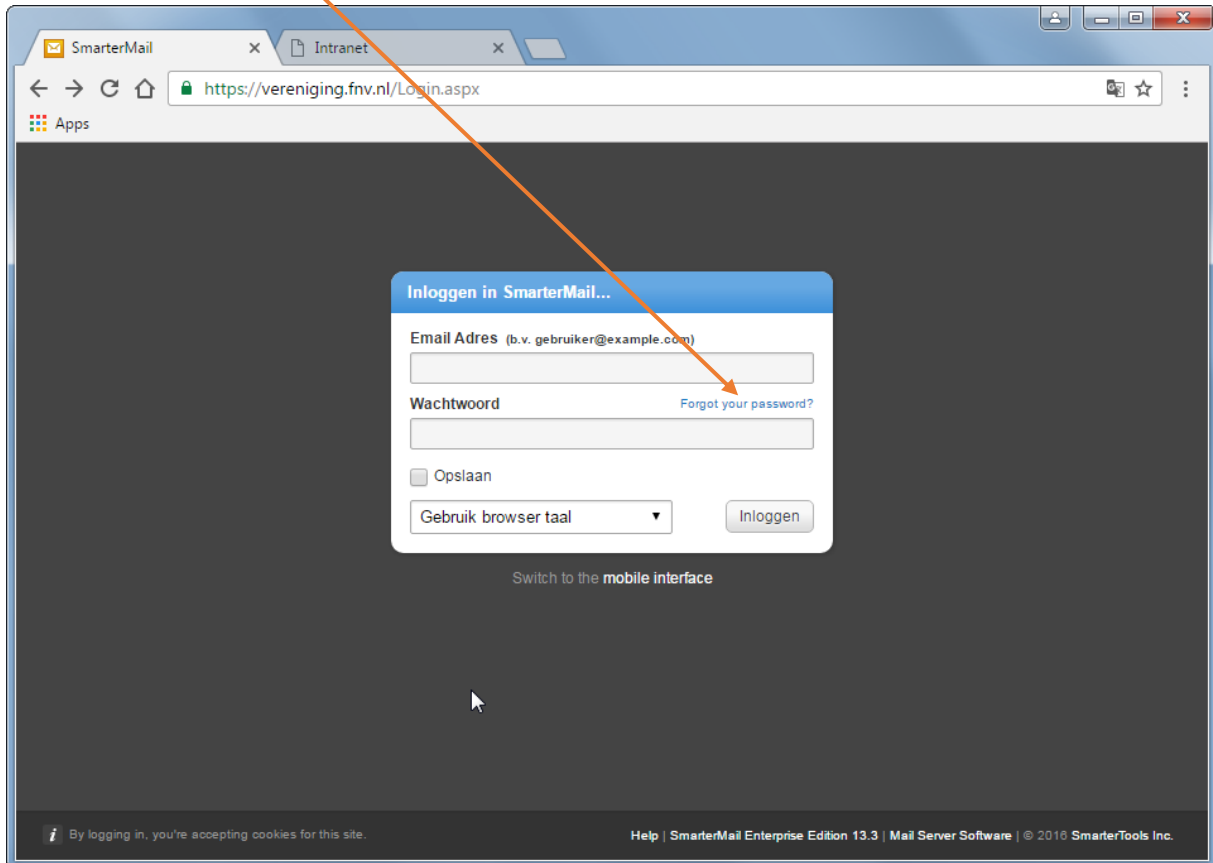 SmarterMail
Intranet
https://vereniging.fnv.nl/Login.aspx
Apps
Inloggen in SmarterMail...
Email Adres (b.v. gebruiker@example.com)
Wachtwoord Forgot your password?
Opslaan
Gebruik browser taal Inloggen
Switch to the mobile interface
By logging in, you're accepting cookies for this site. Help | SmarterMail Enterprise Edition 13.3 | Mail Server Software | © 2016 SmarterTools Inc.